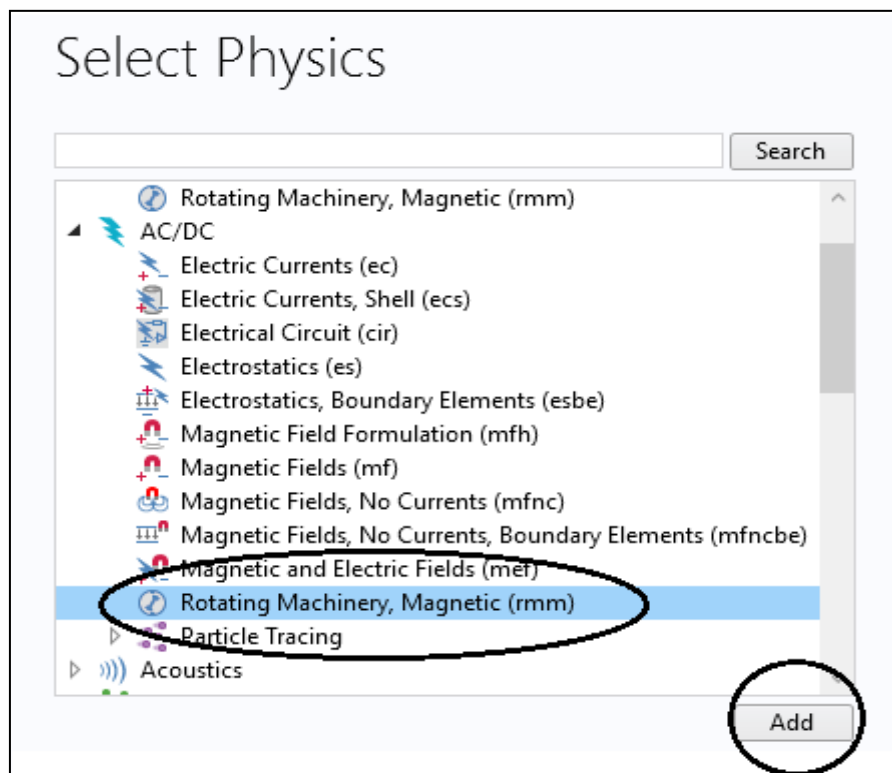 Select Physics
Search
Rotating Machinery, Magnetic (rmm)
AC/DC
Electric Currents (ec)
Electric Currents, Shell (ecs)
Electrical Circuit (cir)
Electrostatics (es)
Electrostatics, Boundary Elements (esbe)
Magnetic Field Formulation (mfh)
Magnetic Fields (mf)
Magnetic Fields, No Currents (mfnc)
Magnetic Fields, No Currents, Boundary Elements (mfncbe)
Magnetic and Electric Fields (mef)
Rotating Machinery, Magnetic (rmm)
Particle Tracing
Acoustics
Add